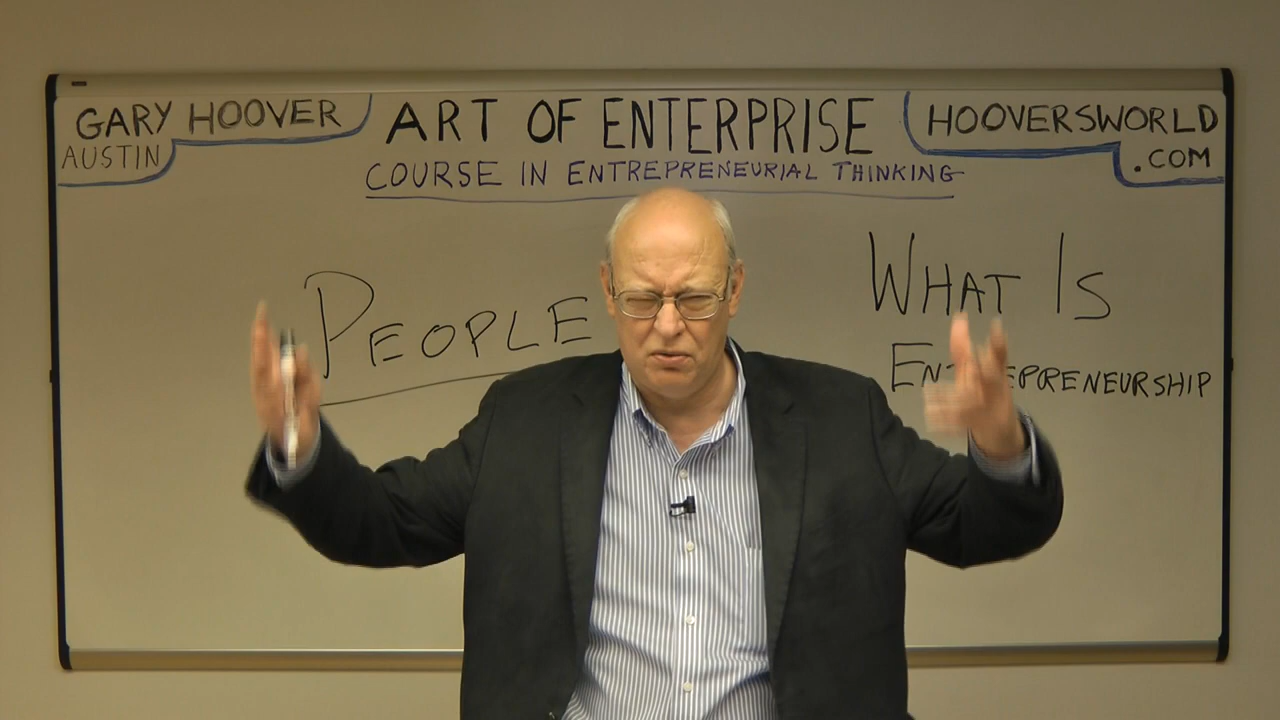 GARY HOOVER
AUSTIN
ART OF ENTERPRISE
COURSE IN ENTREPRENEURIAL THINKING
HOOVERSWORLD
.COM
PEOPLE
WHAT IS
ENTREPRENEURSHIP